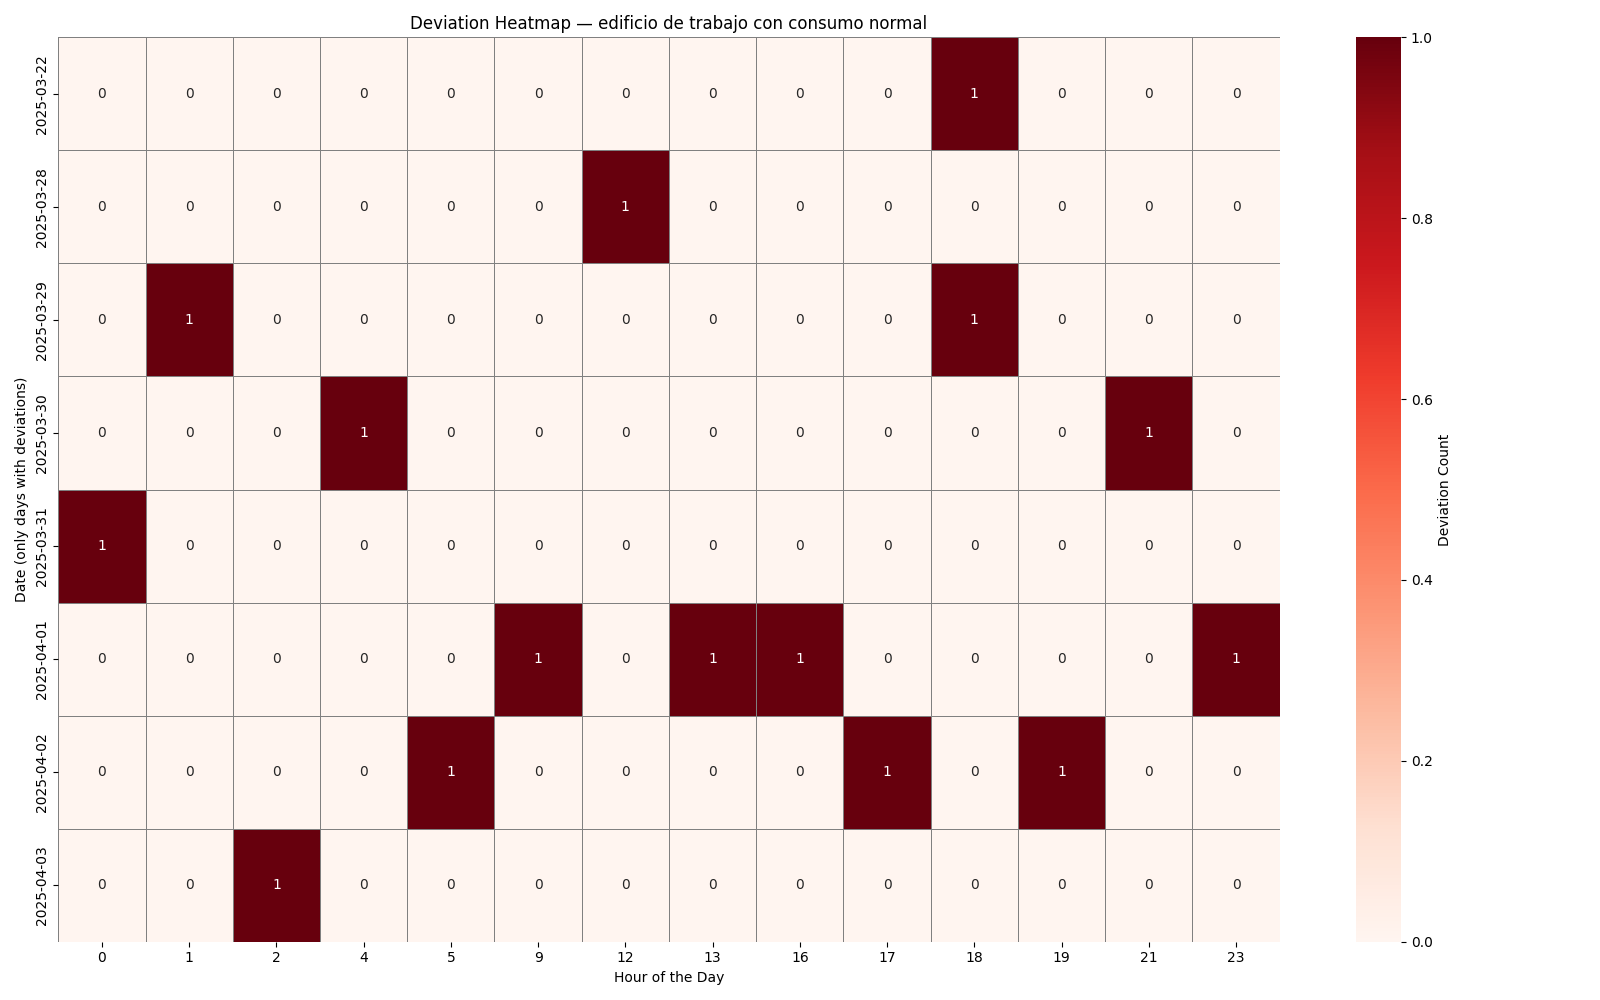 Deviation Heatmap — edificio de trabajo con consumo normal
Date (only days with deviations)
2025-03-22 0 0 0 0 0 0 0 0 0 0 1 0 0 0
2025-03-28 0 0 0 0 0 0 1 0 0 0 0 0 0 0
2025-03-29 0 1 0 0 0 0 0 0 0 0 1 0 0 0
2025-03-30 0 0 0 1 0 0 0 0 0 0 0 0 1 0
2025-03-31 1 0 0 0 0 0 0 0 0 0 0 0 0 0
2025-04-01 0 0 0 0 0 1 0 1 1 0 0 0 0 1
2025-04-02 0 0 0 0 1 0 0 0 0 1 0 1 0 0
2025-04-03 0 0 1 0 0 0 0 0 0 0 0 0 0 0
0 1 2 4 5 9 12 13 16 17 18 19 21 23
Hour of the Day
1.0
0.8
0.6
0.4
0.2
0.0
Deviation Count